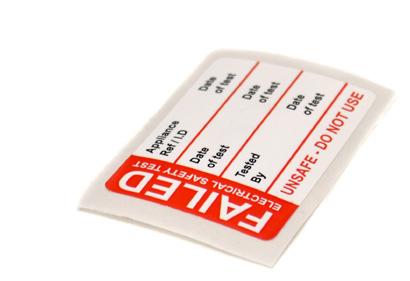 FAILED
ELECTRICAL SAFETY TEST
Appliance
Ref / I.D
Date
of test
Date
of test
Date
of test
Tested
By
Date
of test
UNSAFE - DO NOT USE